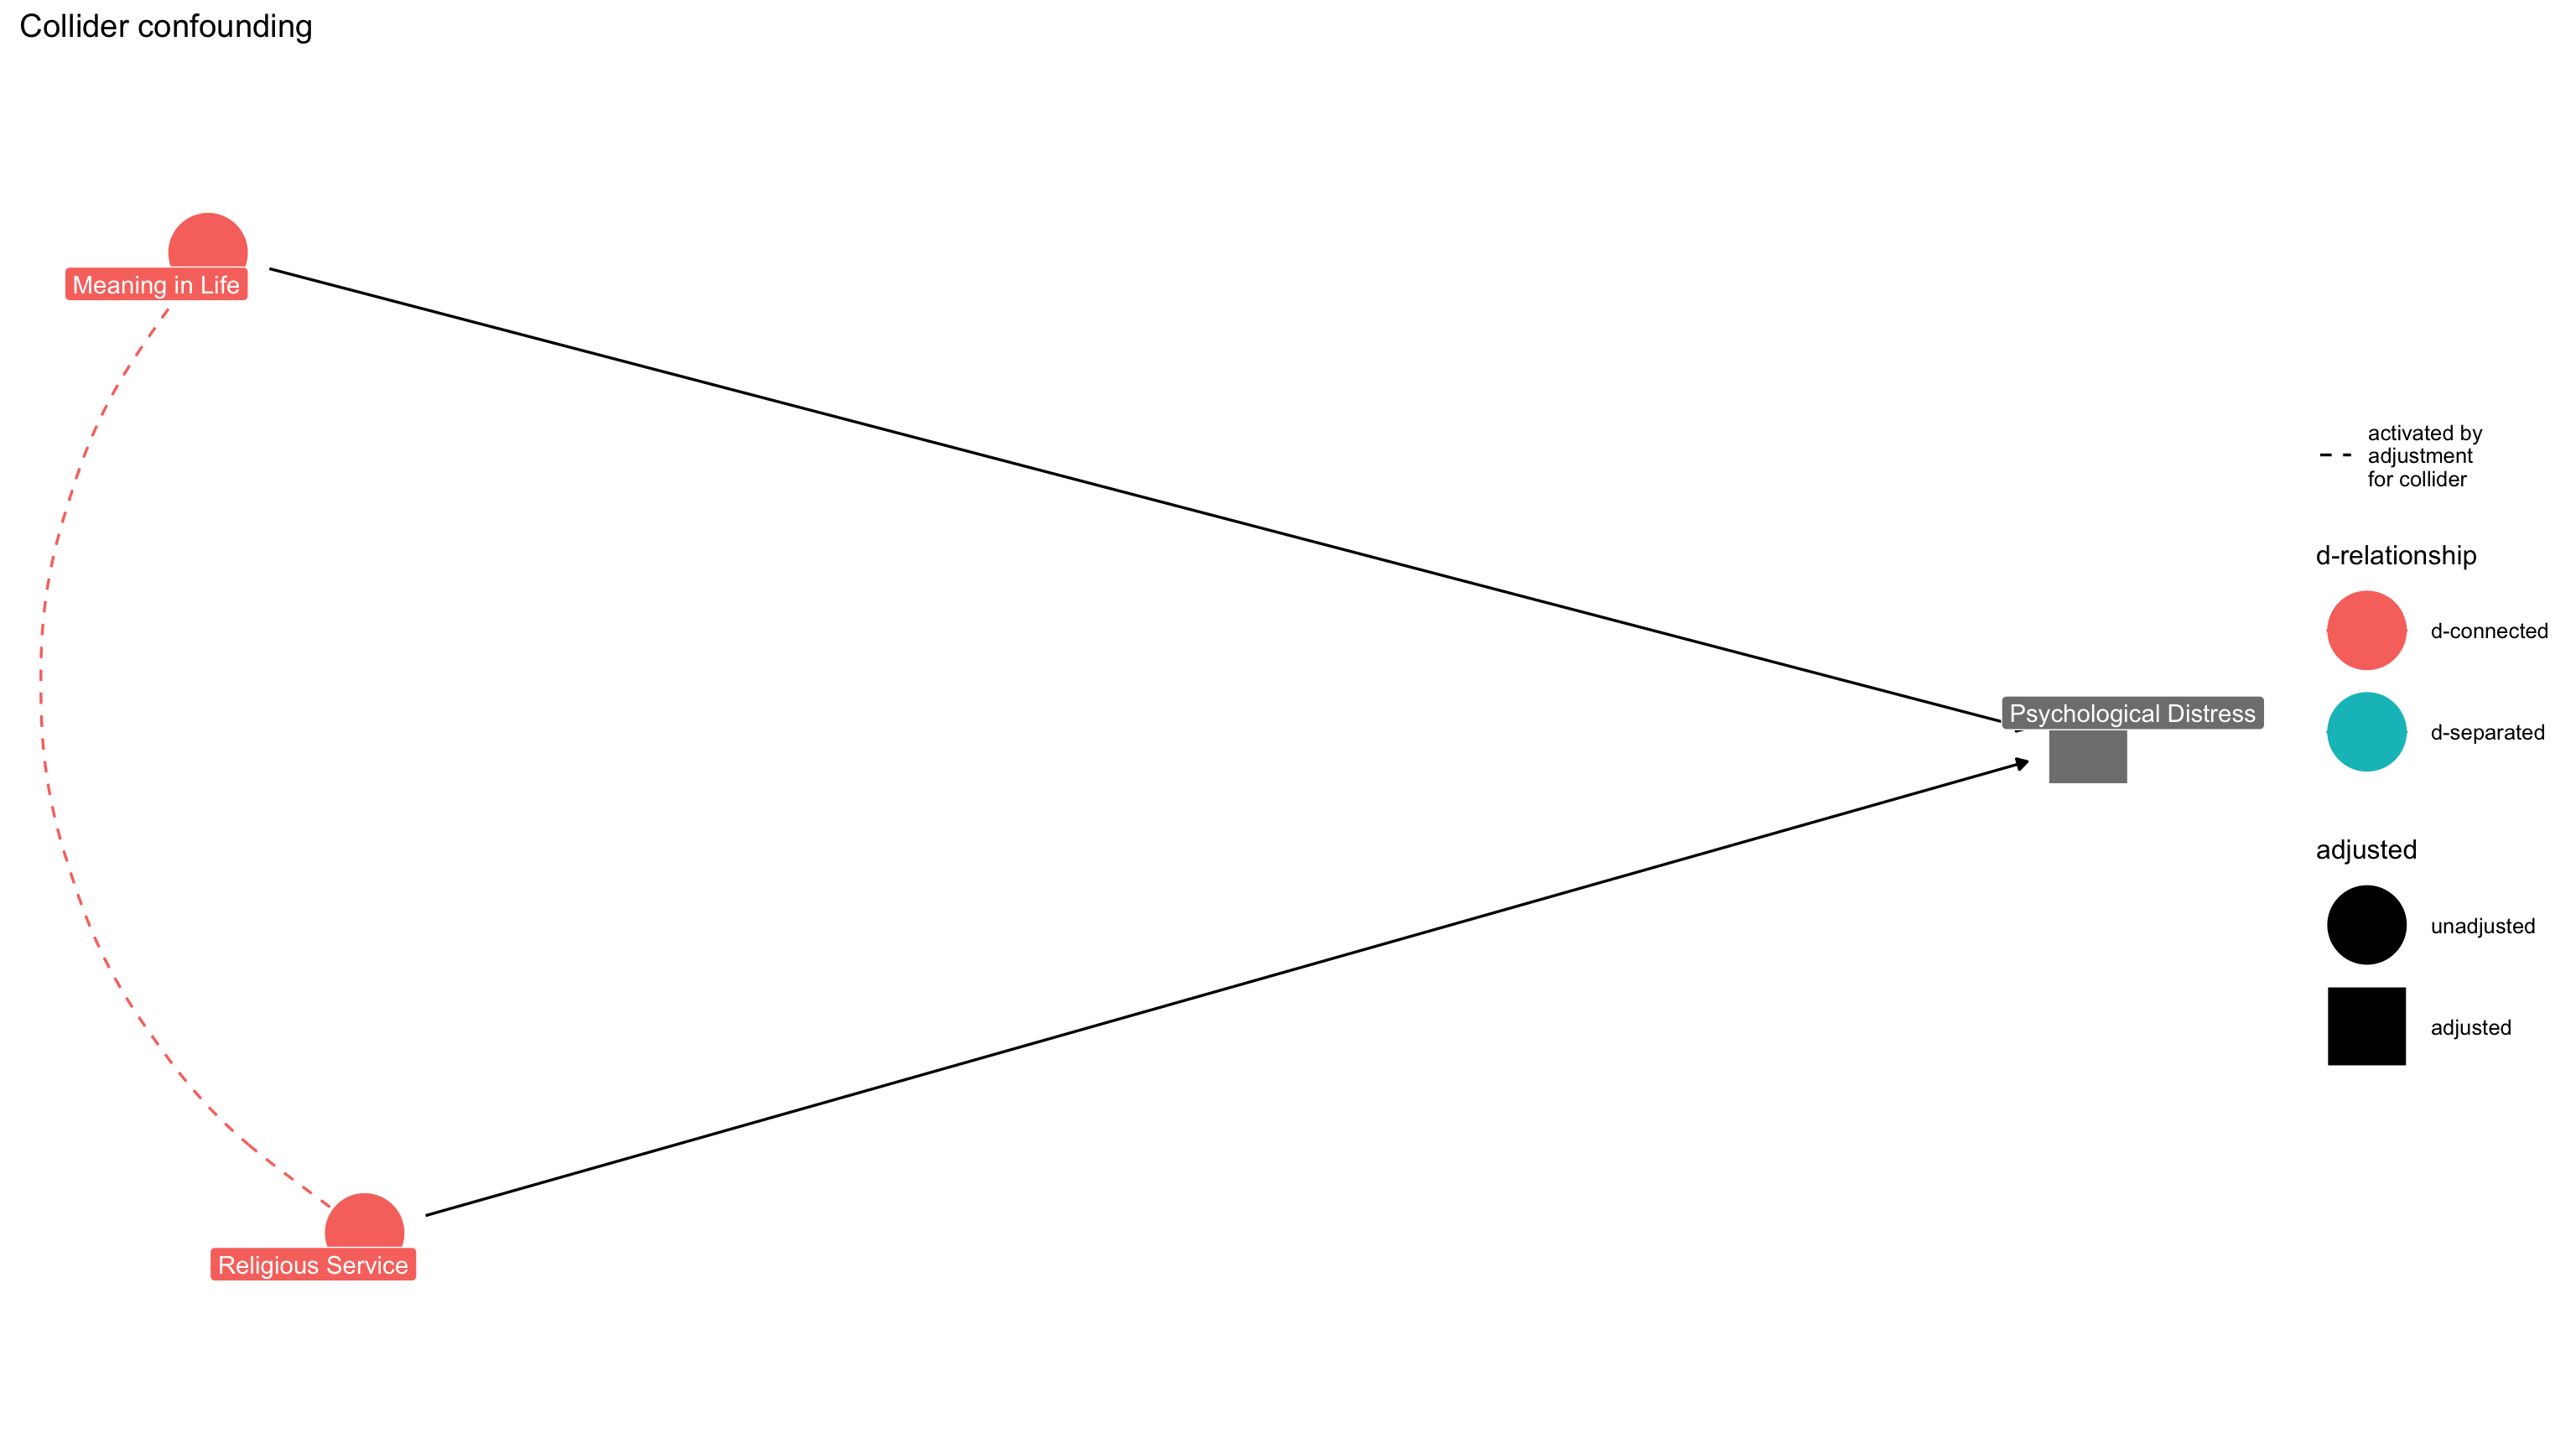 Collider confounding
Meaning in Life
Religious Service
Psychological Distress
activated by
adjustment
for collider
d-relationship
d-connected
d-separated
adjusted
unadjusted
adjusted